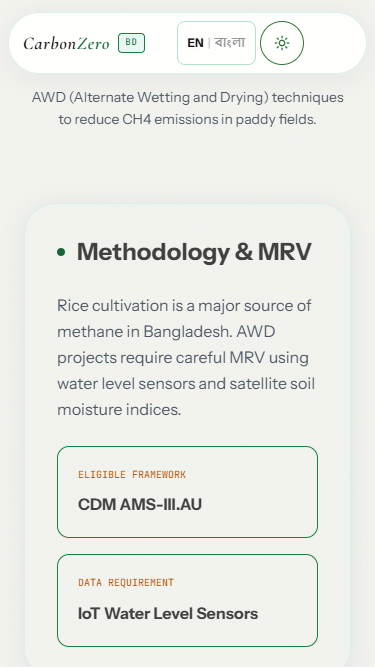 CarbonZero BD EN | বাংলা
AWD (Alternate Wetting and Drying) techniques
to reduce CH4 emissions in paddy fields.
Methodology & MRV
Rice cultivation is a major source of
methane in Bangladesh. AWD
projects require careful MRV using
water level sensors and satellite soil
moisture indices.
ELIGIBLE FRAMEWORK
CDM AMS-III.AU
DATA REQUIREMENT
IoT Water Level Sensors